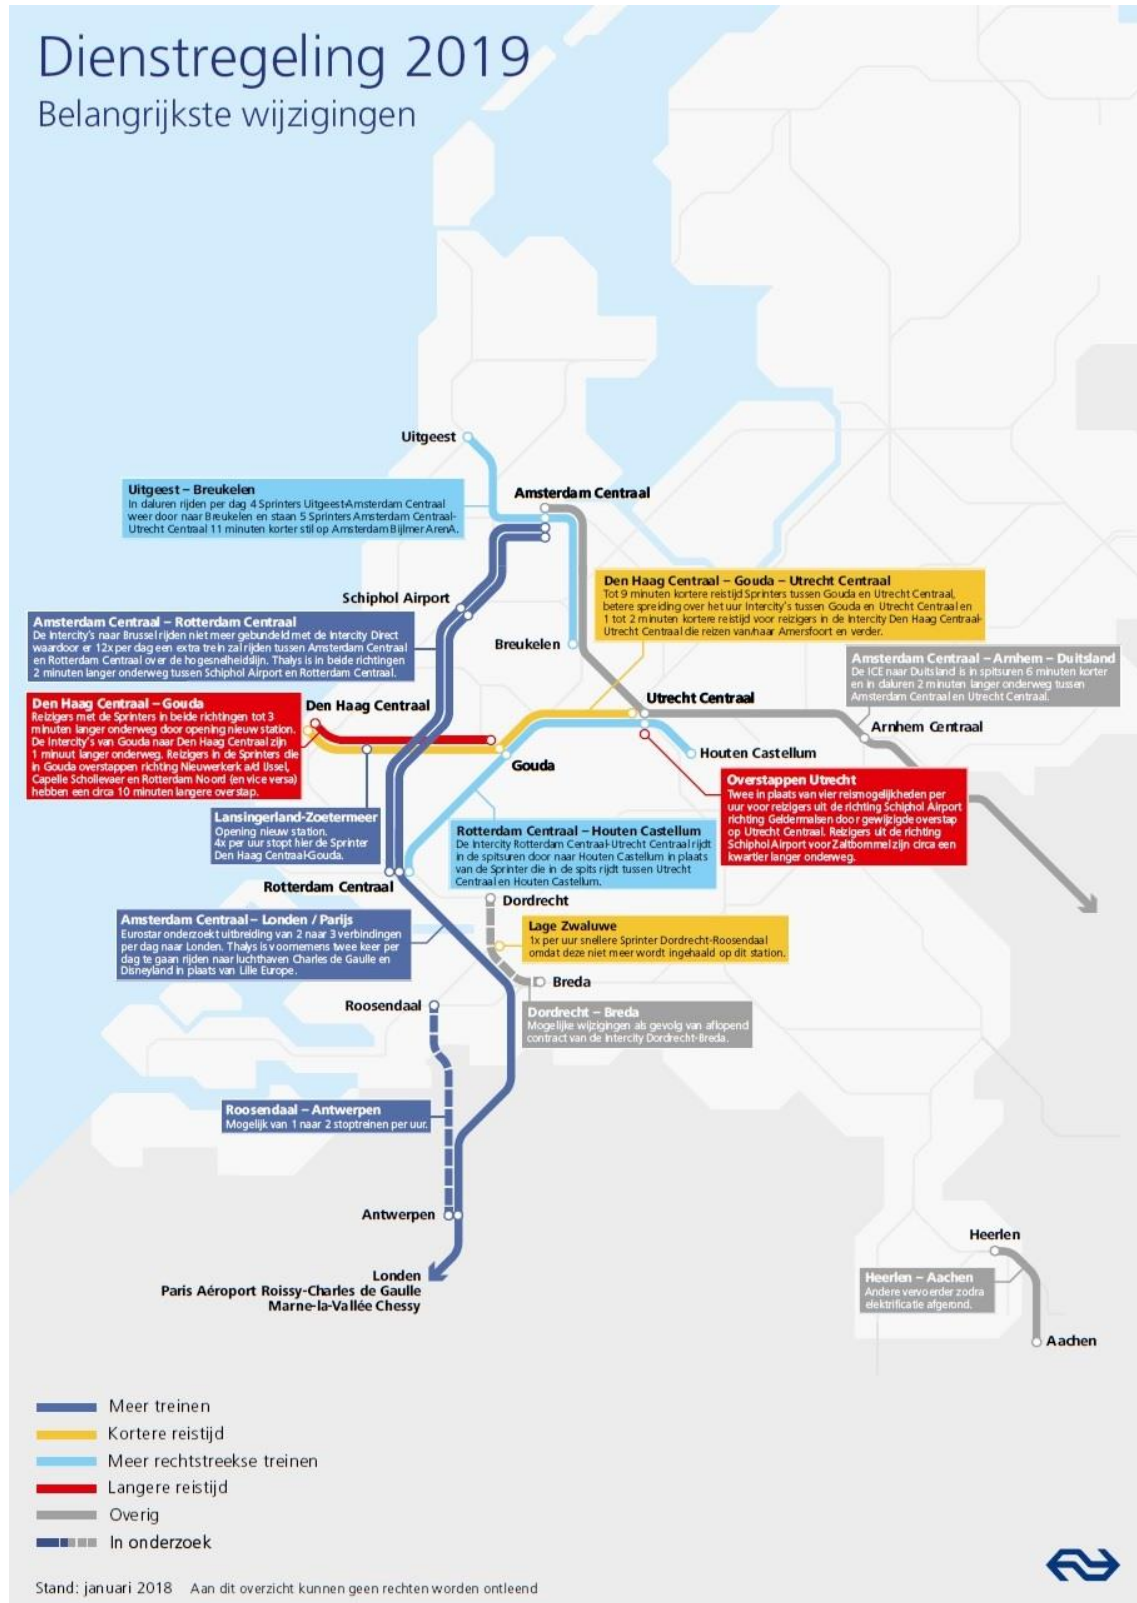 Dienstregeling 2019
Belangrijkste wijzigingen
Uitgeest
Uitgeest – Breukelen
In daluren rijden per dag 4 Sprinters Uitgeest-Amsterdam Centraal
weer door naar Breukelen en staan 5 Sprinters Amsterdam Centraal-
Utrecht Centraal 11 minuten korter stil op Amsterdam Bijlmer ArenA.
Amsterdam Centraal
Den Haag Centraal – Gouda – Utrecht Centraal
Tot 9 minuten kortere reistijd Sprinters tussen Gouda en Utrecht Centraal,
betere spreiding over het uur Intercity's tussen Gouda en Utrecht Centraal en
1 tot 2 minuten kortere reistijd voor reizigers in de Intercity Den Haag Centraal-
Utrecht Centraal die reizen van/naar Amersfoort en verder.
Schiphol Airport
Amsterdam Centraal – Rotterdam Centraal
De Intercity's naar Brussel rijden niet meer gebundeld met de Intercity Direct
waardoor er 12x per dag een extra trein zal rijden tussen Amsterdam Centraal
en Rotterdam Centraal over de hogesnelheidslijn. Thalys is in beide richtingen
2 minuten langer onderweg tussen Schiphol Airport en Rotterdam Centraal.
Breukelen
Amsterdam Centraal – Arnhem – Duitsland
De ICE naar Duitsland is in spitsuren 6 minuten korter
en in daluren 2 minuten langer onderweg tussen
Amsterdam Centraal en Utrecht Centraal.
Den Haag Centraal – Gouda
Reizigers met de Sprinters in beide richtingen tot 3
minuten langer onderweg door opening nieuw station.
De Intercity's van Gouda naar Den Haag Centraal zijn
1 minuut langer onderweg. Reizigers in de Sprinters die
in Gouda overstappen richting Nieuwerkerk a/d IJssel,
Capelle Schollevaer en Rotterdam Noord (en vice versa)
hebben een circa 10 minuten langere overstap.
Den Haag Centraal
Utrecht Centraal
Arnhem Centraal
Houten Castellum
Gouda
Overstappen Utrecht
Twee in plaats van vier reismogelijkheden per
uur voor reizigers uit de richting Schiphol Airport
richting Geldermalsen door gewijzigde overstap
op Utrecht Centraal. Reizigers uit de richting
Schiphol Airport voor Zaltbommel zijn circa een
kwartier langer onderweg.
Lansingerland-Zoetermeer
Opening nieuw station.
4x per uur stopt hier de Sprinter
Den Haag Centraal-Gouda.
Rotterdam Centraal – Houten Castellum
De Intercity Rotterdam Centraal-Utrecht Centraal rijdt
in de spitsuren door naar Houten Castellum in plaats
van de Sprinter die in de spits rijdt tussen Utrecht
Centraal en Houten Castellum.
Rotterdam Centraal
Dordrecht
Amsterdam Centraal – Londen / Parijs
Eurostar onderzoekt uitbreiding van 2 naar 3 verbindingen
per dag naar Londen. Thalys is voornemens twee keer per
dag te gaan rijden naar luchthaven Charles de Gaulle en
Disneyland in plaats van Lille Europe.
Lage Zwaluwe
1x per uur snellere Sprinter Dordrecht-Roosendaal
omdat deze niet meer wordt ingehaald op dit station.
Breda
Roosendaal
Dordrecht – Breda
Mogelijke wijzigingen als gevolg van aflopend
contract van de Intercity Dordrecht-Breda.
Roosendaal – Antwerpen
Mogelijk van 1 naar 2 stoptreinen per uur.
Antwerpen
Londen
Paris Aéroport Roissy-Charles de Gaulle
Marne-la-Vallée Chessy
Heerlen
Heerlen – Aachen
Andere vervoerder zodra
elektrificatie afgerond.
Aachen
Meer treinen
Kortere reistijd
Meer rechtstreekse treinen
Langere reistijd
Overig
In onderzoek
Stand: januari 2018 Aan dit overzicht kunnen geen rechten worden ontleend